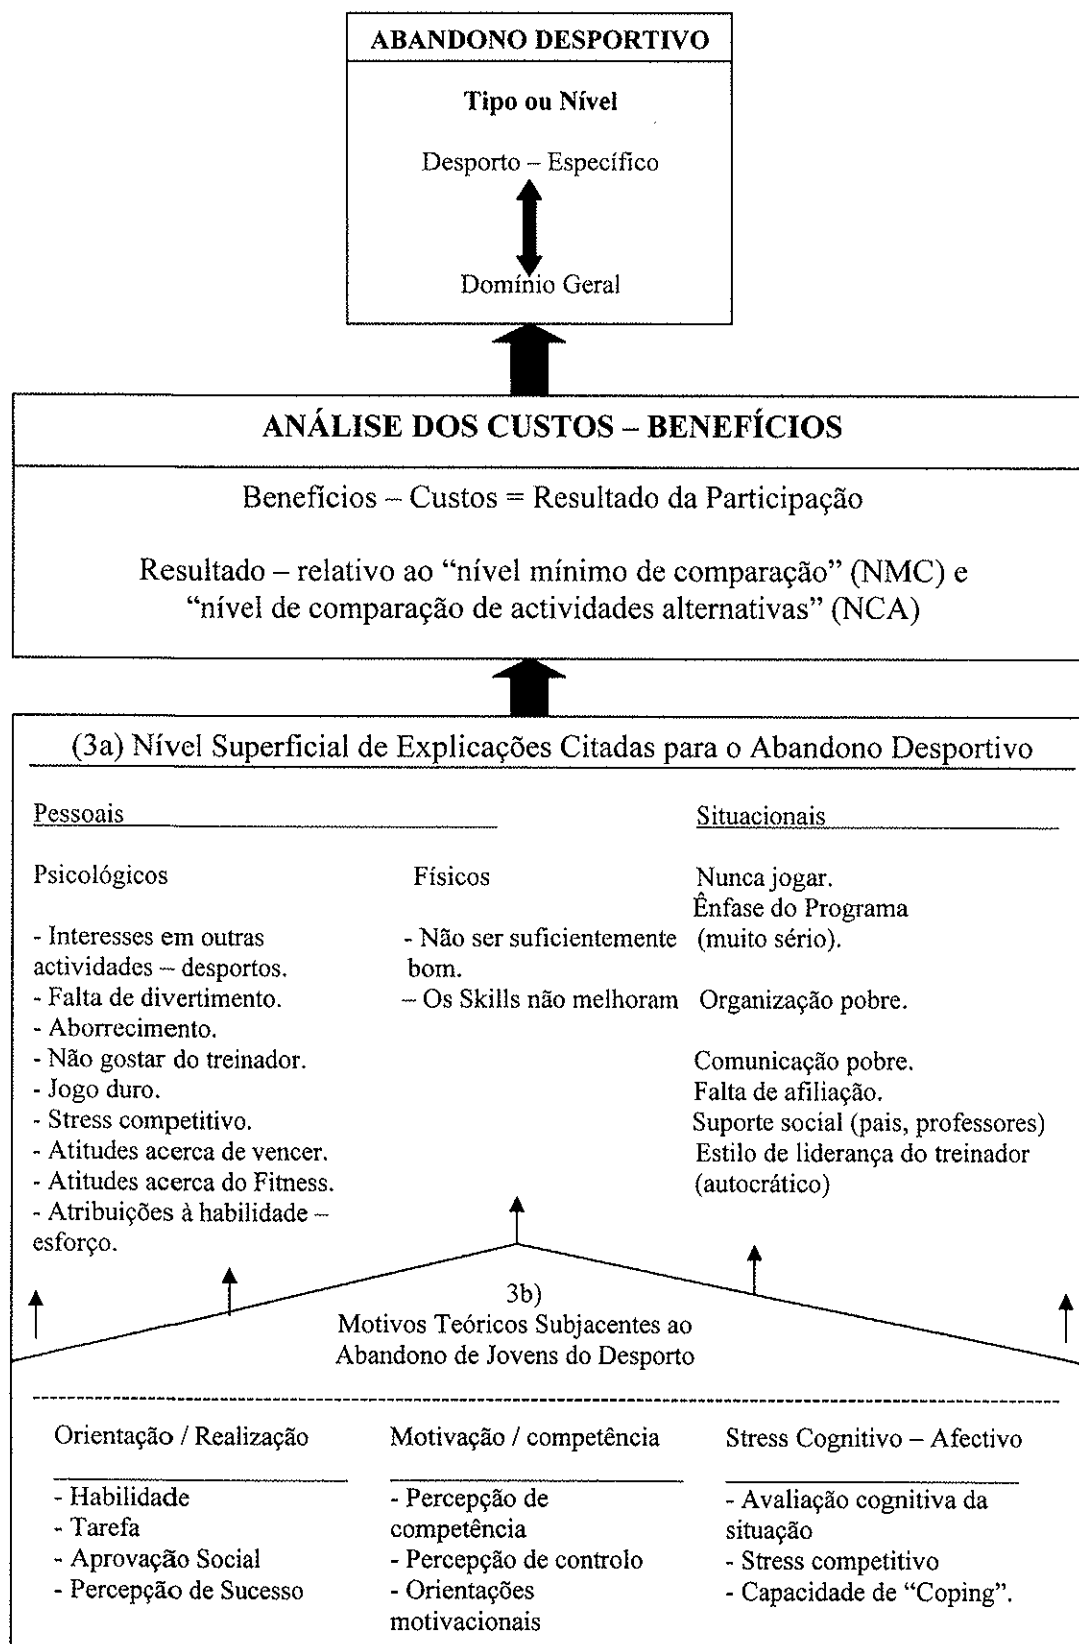 ABANDONO DESPORTIVO
Tipo ou Nível
Desporto – Específico
Domínio Geral
ANÁLISE DOS CUSTOS – BENEFÍCIOS
Benefícios – Custos = Resultado da Participação
Resultado – relativo ao “nível mínimo de comparação” (NMC) e
“nível de comparação de actividades alternativas” (NCA)
(3a) Nível Superficial de Explicações Citadas para o Abandono Desportivo
Pessoais
Psicológicos
- Interesses em outras
actividades – desportos.
- Falta de divertimento.
- Aborrecimento.
- Não gostar do treinador.
- Jogo duro.
- Stress competitivo.
- Atitudes acerca de vencer.
- Atitudes acerca do Fitness.
- Atribuições à habilidade –
esforço.
Físicos
- Não ser suficientemente
bom.
– Os Skills não melhoram
Situacionais
Nunca jogar.
Ênfase do Programa
(muito sério).
Organização pobre.
Comunicação pobre.
Falta de afiliação.
Suporte social (pais, professores)
Estilo de liderança do treinador
(autocrático)
3b)
Motivos Teóricos Subjacentes ao
Abandono de Jovens do Desporto
Orientação / Realização
- Habilidade
- Tarefa
- Aprovação Social
- Percepção de Sucesso
Motivação / competência
- Percepção de
competência
- Percepção de controlo
- Orientações
motivacionais
Stress Cognitivo – Afectivo
- Avaliação cognitiva da
situação
- Stress competitivo
- Capacidade de “Coping”.